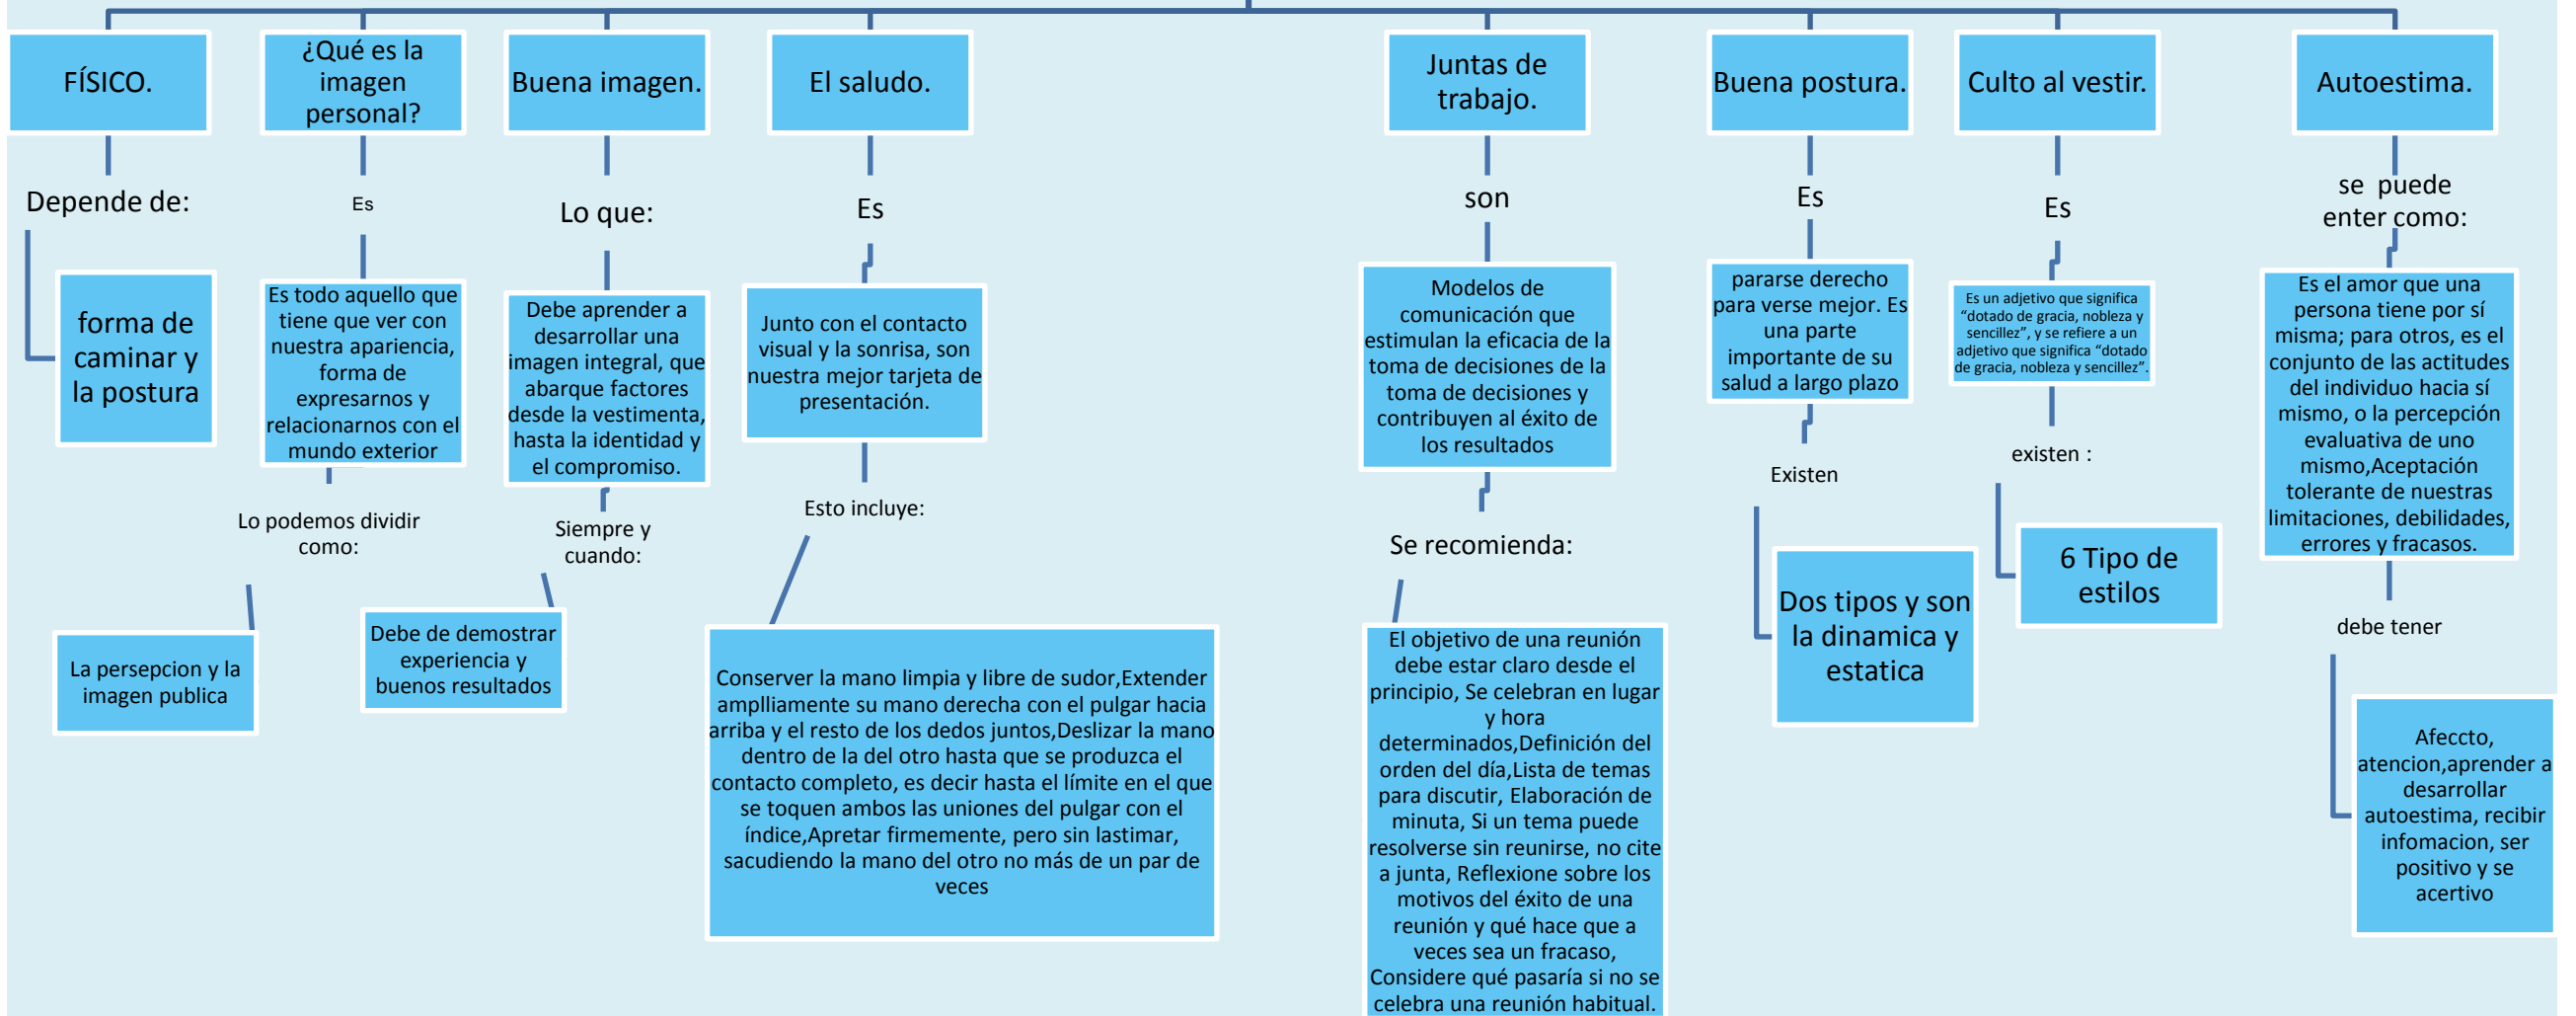 FÍSICO.
Depende de:
forma de
caminar y
la postura
¿Qué es la
imagen
personal?
Es
Es todo aquello que
tiene que ver con
nuestra apariencia,
forma de
expresarnos y
relacionarnos con el
mundo exterior
Lo podemos dividir
como:
La persepcion y la
imagen publica
Buena imagen.
Lo que:
Debe aprender a
desarrollar una
imagen integral, que
abarque factores
desde la vestimenta,
hasta la identidad y
el compromiso.
Siempre y
cuando:
Debe de demostrar
experiencia y
buenos resultados
El saludo.
Es
Junto con el contacto
visual y la sonrisa, son
nuestra mejor tarjeta de
presentación.
Esto incluye:
Conserver la mano limpia y libre de sudor,Extender
amplliamente su mano derecha con el pulgar hacia
arriba y el resto de los dedos juntos,Deslizar la mano
dentro de la del otro hasta que se produzca el
contacto completo, es decir hasta el límite en el que
se toquen ambos las uniones del pulgar con el
índice,Apretar firmemente, pero sin lastimar,
sacudiendo la mano del otro no más de un par de
veces
Juntas de
trabajo.
son
Modelos de
comunicación que
estimulan la eficacia de la
toma de decisiones de la
toma de decisiones y
contribuyen al éxito de
los resultados
Se recomienda:
El objetivo de una reunión
debe estar claro desde el
principio, Se celebran en lugar
y hora
determinados,Definición del
orden del día,Lista de temas
para discutir, Elaboración de
minuta, Si un tema puede
resolverse sin reunirse, no cite
a junta, Reflexione sobre los
motivos del éxito de una
reunión y qué hace que a
veces sea un fracaso,
Considere qué pasaría si no se
celebra una reunión habitual.
Buena postura.
Es
pararse derecho
para verse mejor. Es
una parte
importante de su
salud a largo plazo
Existen
Dos tipos y son
la dinamica y
estatica
Culto al vestir.
Es
Es un adjetivo que significa
“dotado de gracia, nobleza y
sencillez”, y se refiere a un
adjetivo que significa “dotado
de gracia, nobleza y sencillez”.
existen :
6 Tipo de
estilos
Autoestima.
se puede
enter como:
Es el amor que una
persona tiene por sí
misma; para otros, es el
conjunto de las actitudes
del individuo hacia sí
mismo, o la percepción
evaluativa de uno
mismo,Aceptación
tolerante de nuestras
limitaciones, debilidades,
errores y fracasos.
debe tener
Afeccto,
atencion,aprender a
desarrollar
autoestima, recibir
infomacion, ser
positivo y se
acertivo